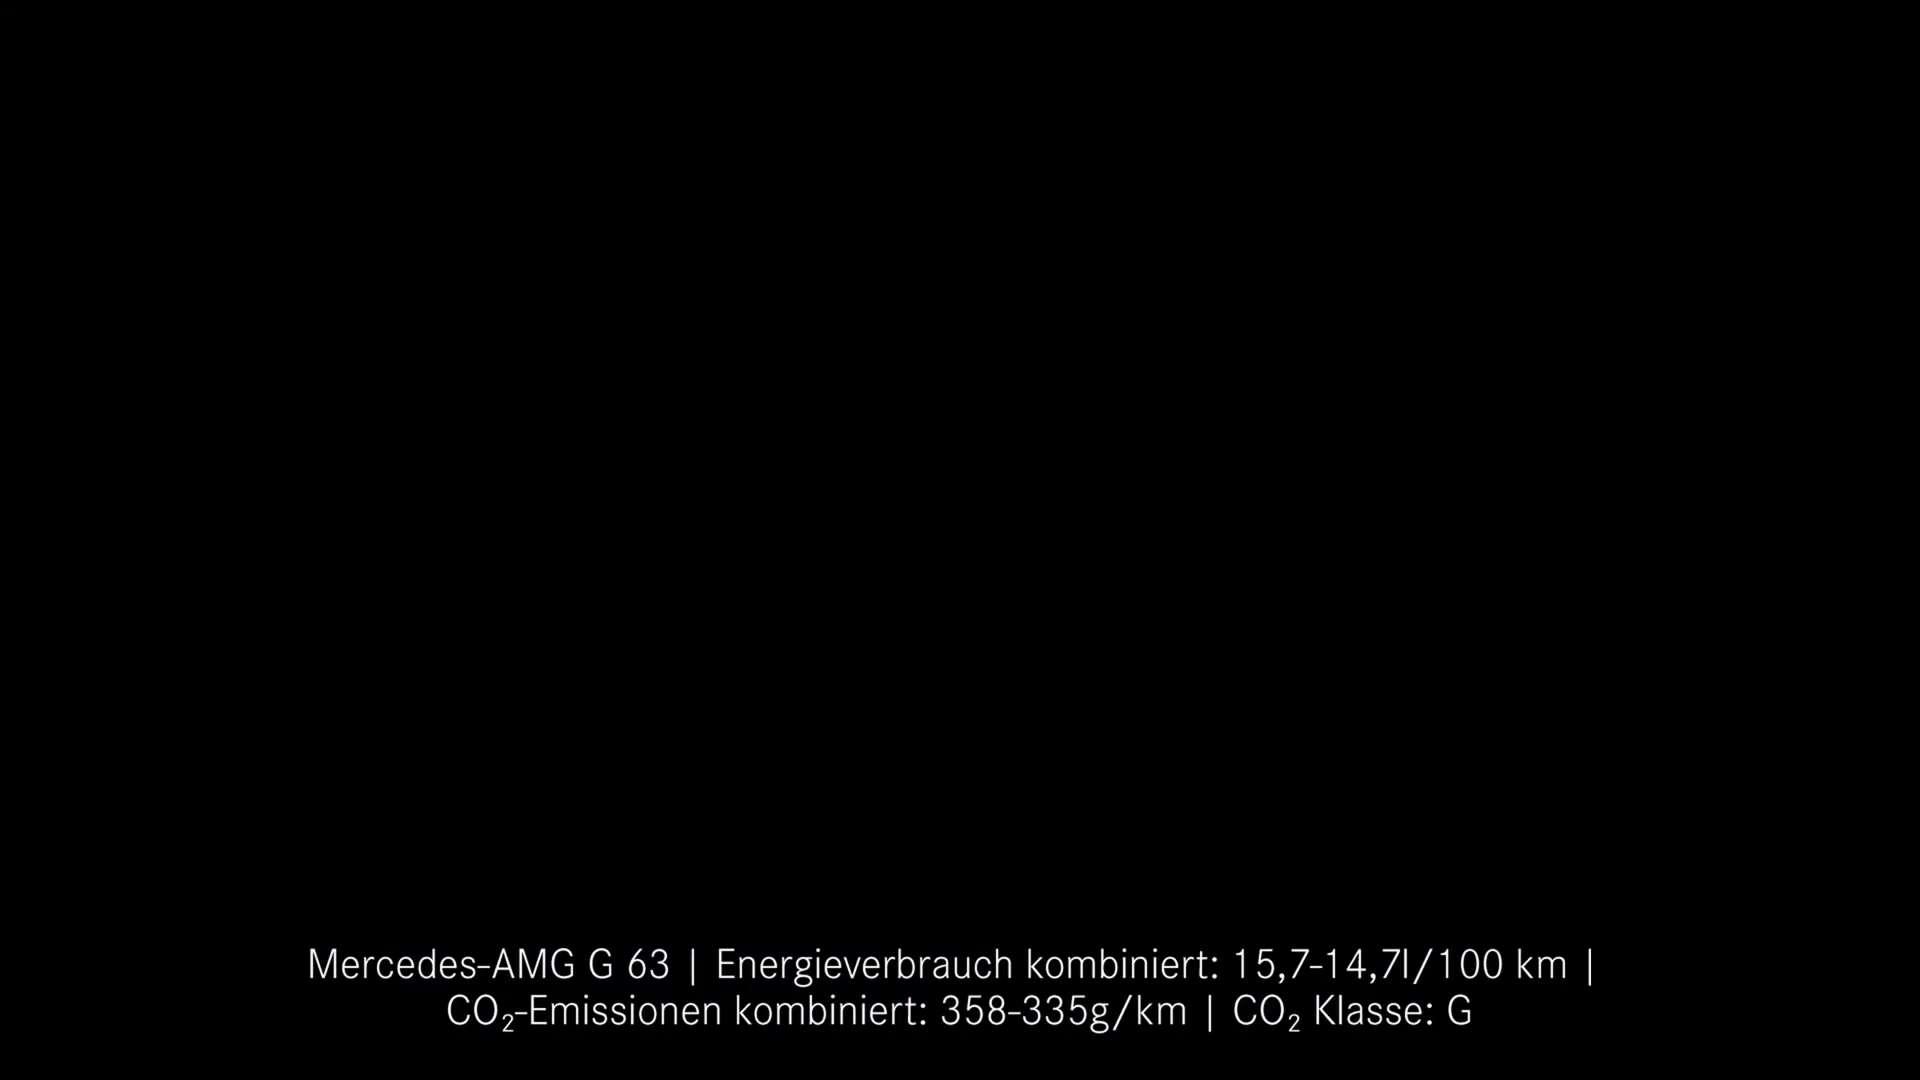 Mercedes-AMG G 63 | Energieverbrauch kombiniert: 15,7-14,7l/100 km |
CO₂-Emissionen kombiniert: 358-335g/km | CO₂ Klasse: G